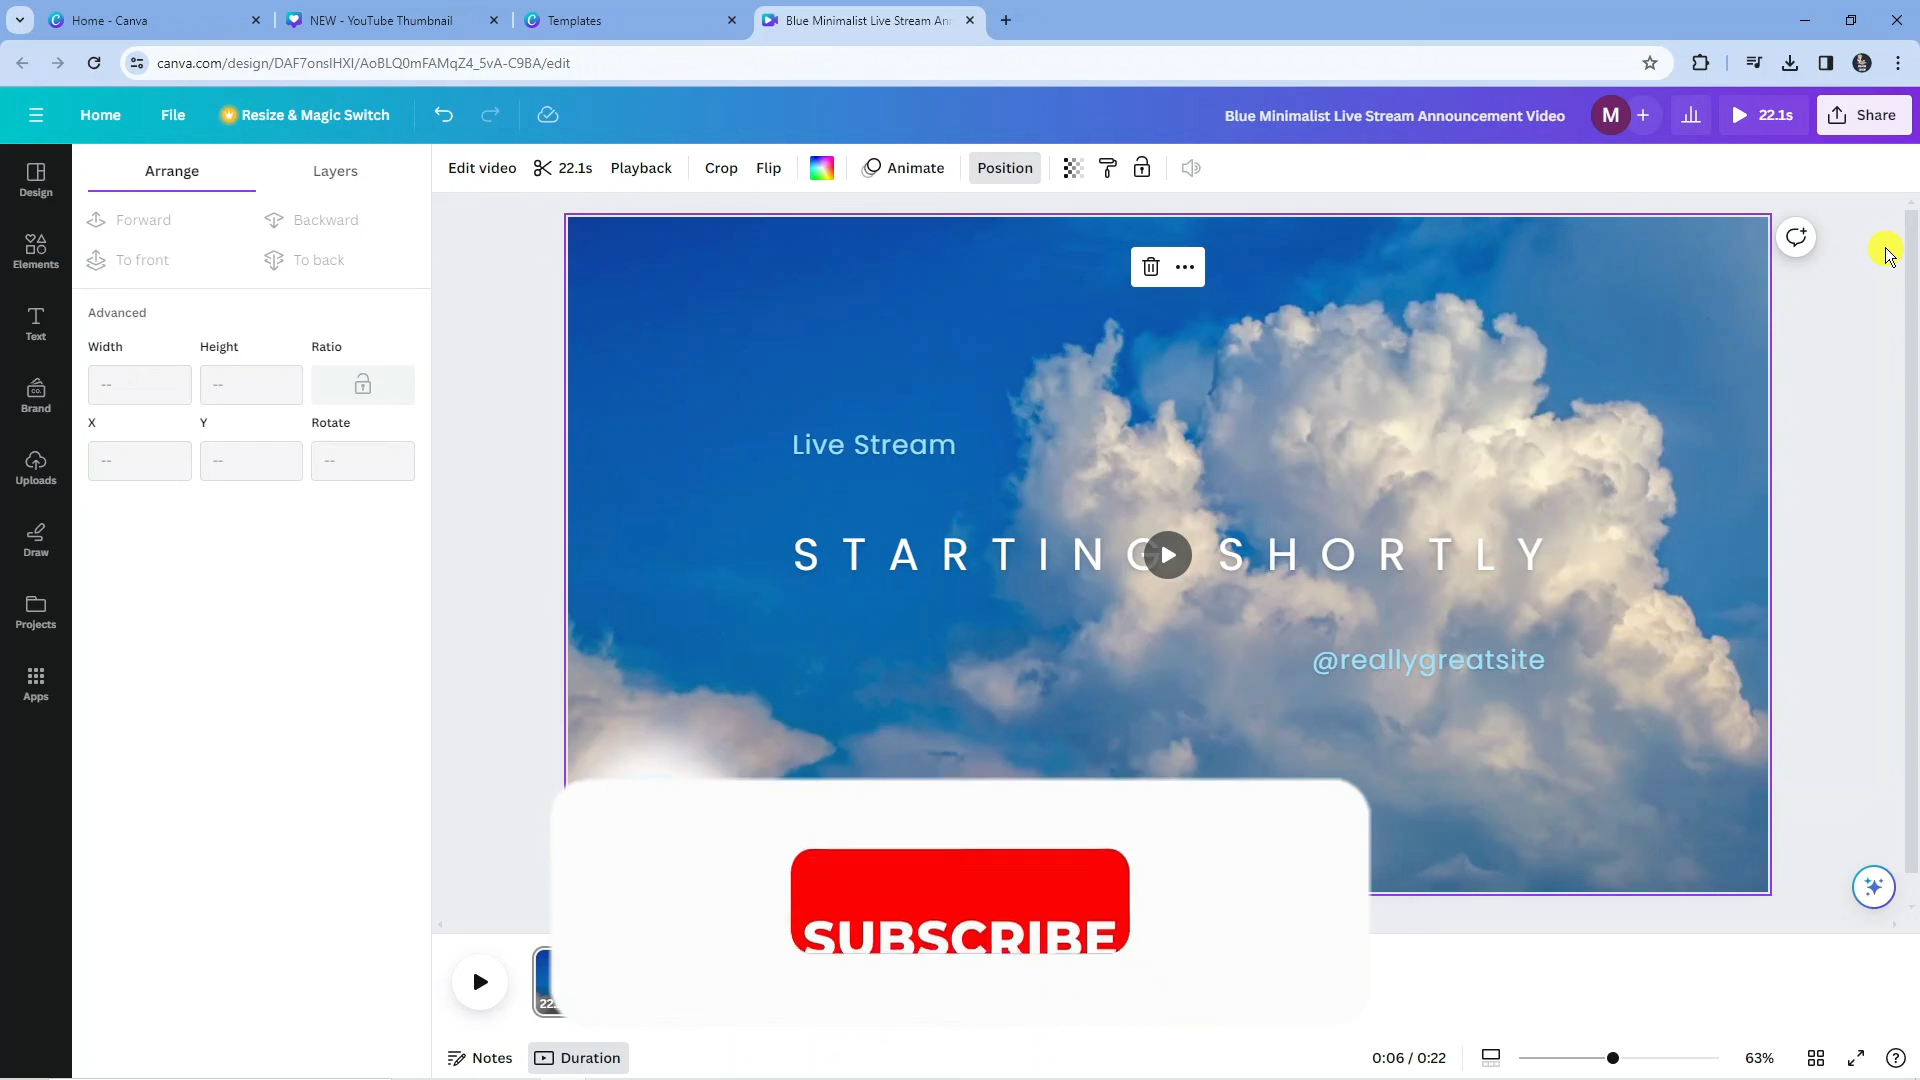 Home - Canva
NEW - YouTube Thumbnail
Templates
Blue Minimalist Live Stream An
canva.com/design/DAF7onsIHXI/AoBLQ0mFAMqZ4_5vA-C9BA/edit
Home
File
Resize & Magic Switch
Blue Minimalist Live Stream Announcement Video
M
22.1s
Share
Edit video
22.1s
Playback
Crop
Flip
Animate
Position
Arrange
Layers
Forward
Backward
To front
To back
Advanced
Width
Height
Ratio
--
--
X
Y
Rotate
--
--
--
Design
Elements
Text
Brand
Uploads
Draw
Projects
Apps
Live Stream
STARTING SHORTLY
@reallygreatsite
SUBSCRIBE
Notes
Duration
0:06 / 0:22
63%